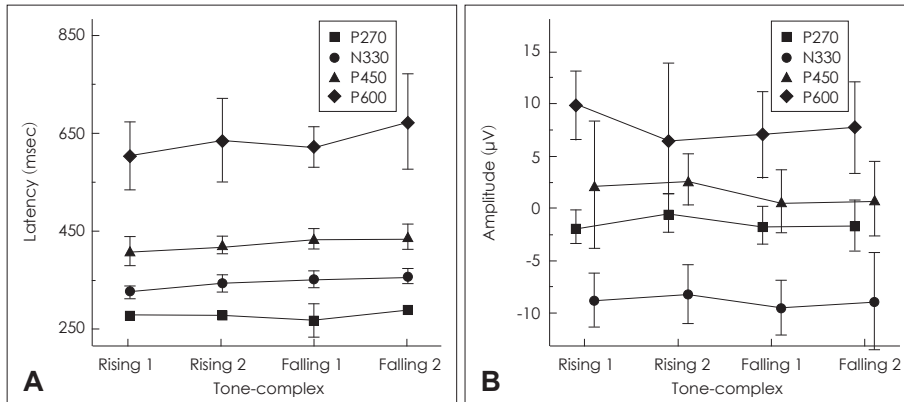 850
650
450
250
Latency (msec)
P270
N330
P450
P600
Rising 1 Rising 2 Falling 1 Falling 2
Tone-complex
A
15
10
5
0
-5
-10
Amplitude (µV)
P270
N330
P450
P600
Rising 1 Rising 2 Falling 1 Falling 2
Tone-complex
B